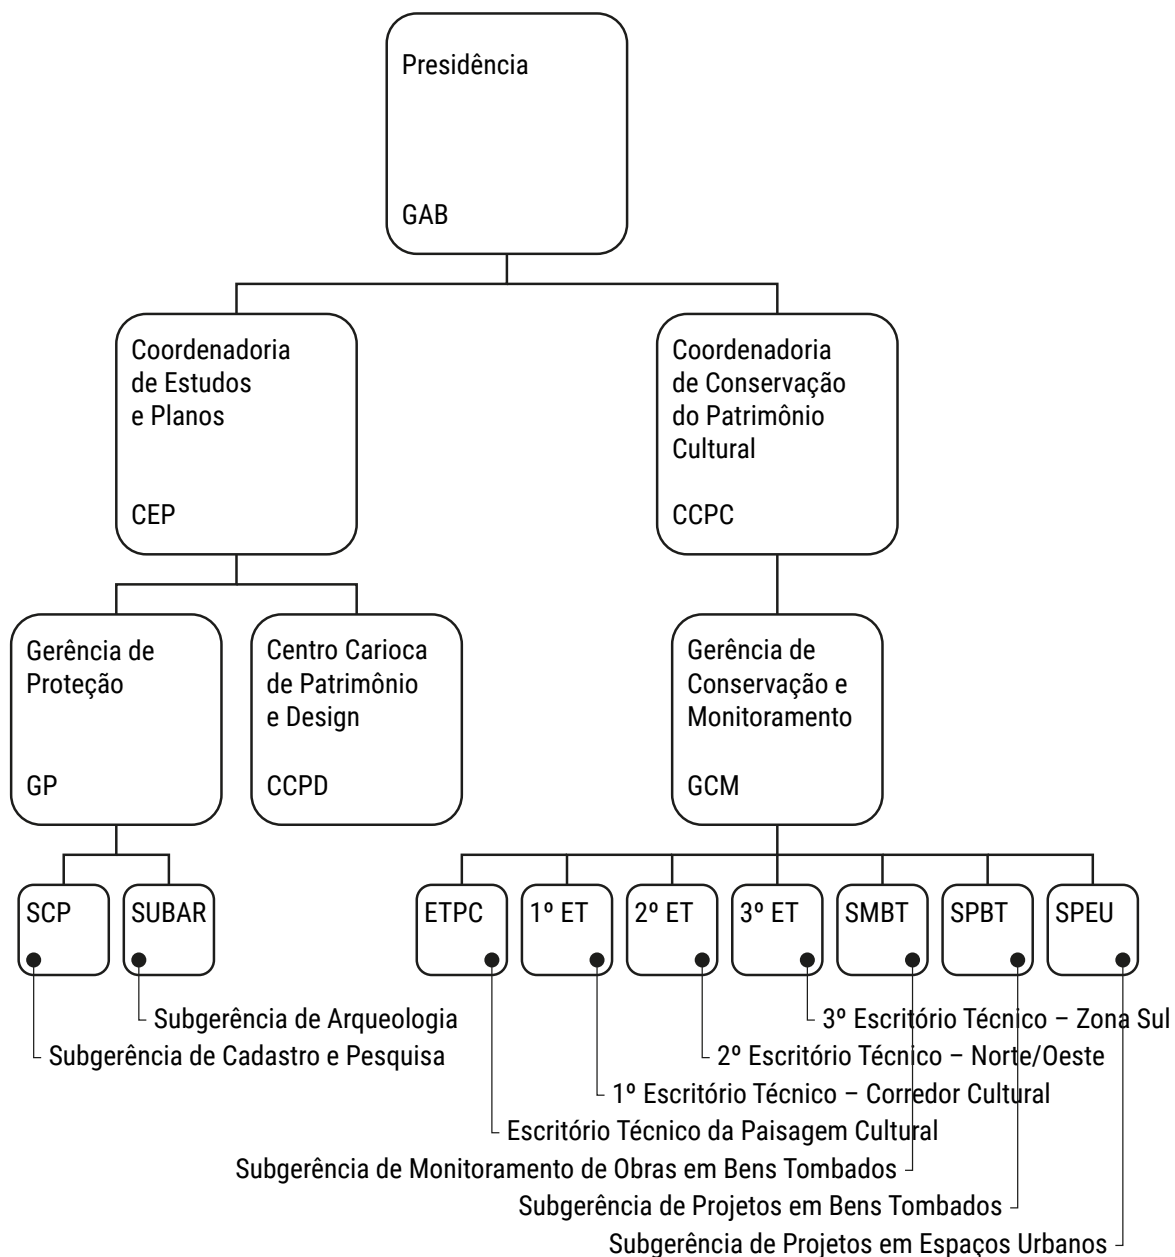 Presidência
GAB
Coordenadoria
de Estudos
e Planos
CEP
Coordenadoria
de Conservação
do Patrimônio
Cultural
CCPC
Gerência de
Proteção
GP
Centro Carioca
de Patrimônio
e Design
CCPD
Gerência de
Conservação e
Monitoramento
GCM
SCP
SUBAR
ETPC
1º ET
2º ET
3º ET
SMBT
SPBT
SPEU
Subgerência de Arqueologia
Subgerência de Cadastro e Pesquisa
3º Escritório Técnico – Zona Sul
2º Escritório Técnico – Norte/Oeste
1º Escritório Técnico – Corredor Cultural
Escritório Técnico da Paisagem Cultural
Subgerência de Monitoramento de Obras em Bens Tombados
Subgerência de Projetos em Bens Tombados
Subgerência de Projetos em Espaços Urbanos